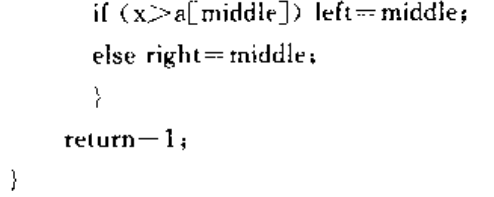 if (x>a[middle]) left=middle;
else right=middle;
}
return−1;
}